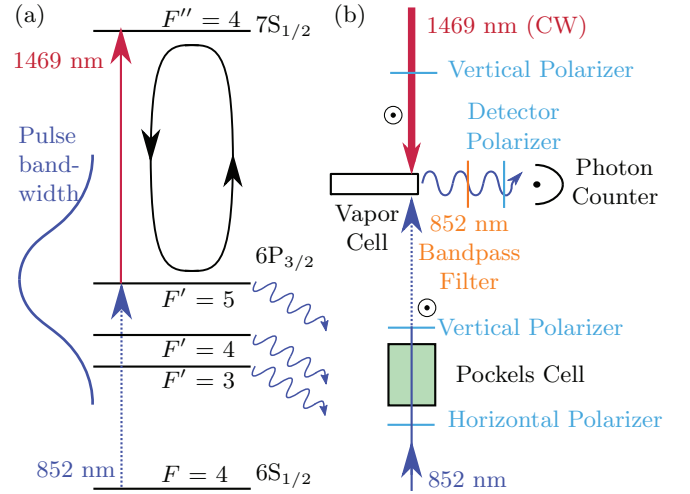 (a)
F″ = 4
7S1/2
1469 nm
Pulse
band-
width
6P3/2
F′ = 5
F′ = 4
F′ = 3
852 nm
F = 4
6S1/2
(b)
1469 nm (CW)
Vertical Polarizer
Detector
Polarizer
Photon
Counter
Vapor
Cell
852 nm
Bandpass
Filter
Vertical Polarizer
Pockels Cell
Horizontal Polarizer
852 nm